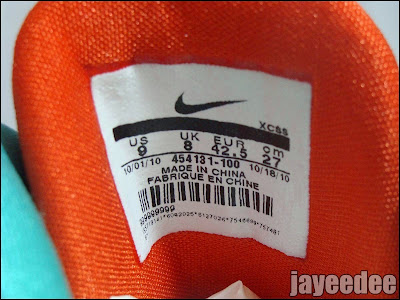 XCSS
US UK EUR cm
9 8 42.5 27
10/01/10 454131-100 10/18/10
MADE IN CHINA
FABRIQUE EN CHINE
jayeedee